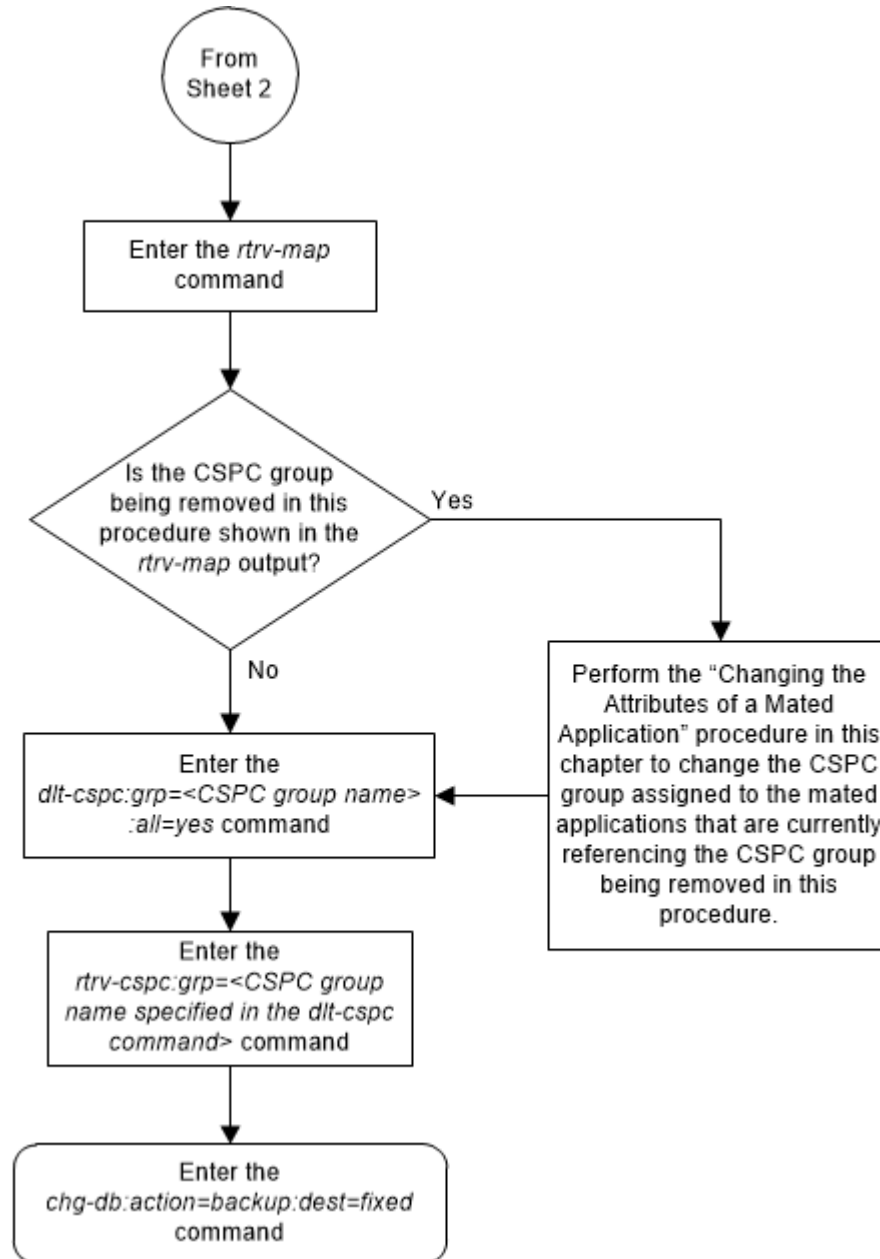 From
Sheet 2
Enter the rtrv-map
command
Is the CSPC group
being removed in this
procedure shown in the
rtrv-map output?
Yes
No
Perform the “Changing the
Attributes of a Mated
Application” procedure in this
chapter to change the CSPC
group assigned to the mated
applications that are currently
referencing the CSPC group
being removed in this
procedure.
Enter the
dlt-cspc:grp=<CSPC group name>
:all=yes command
Enter the
rtrv-cspc:grp=<CSPC group
name specified in the dlt-cspc
command> command
Enter the
chg-db:action=backup:dest=fixed
command